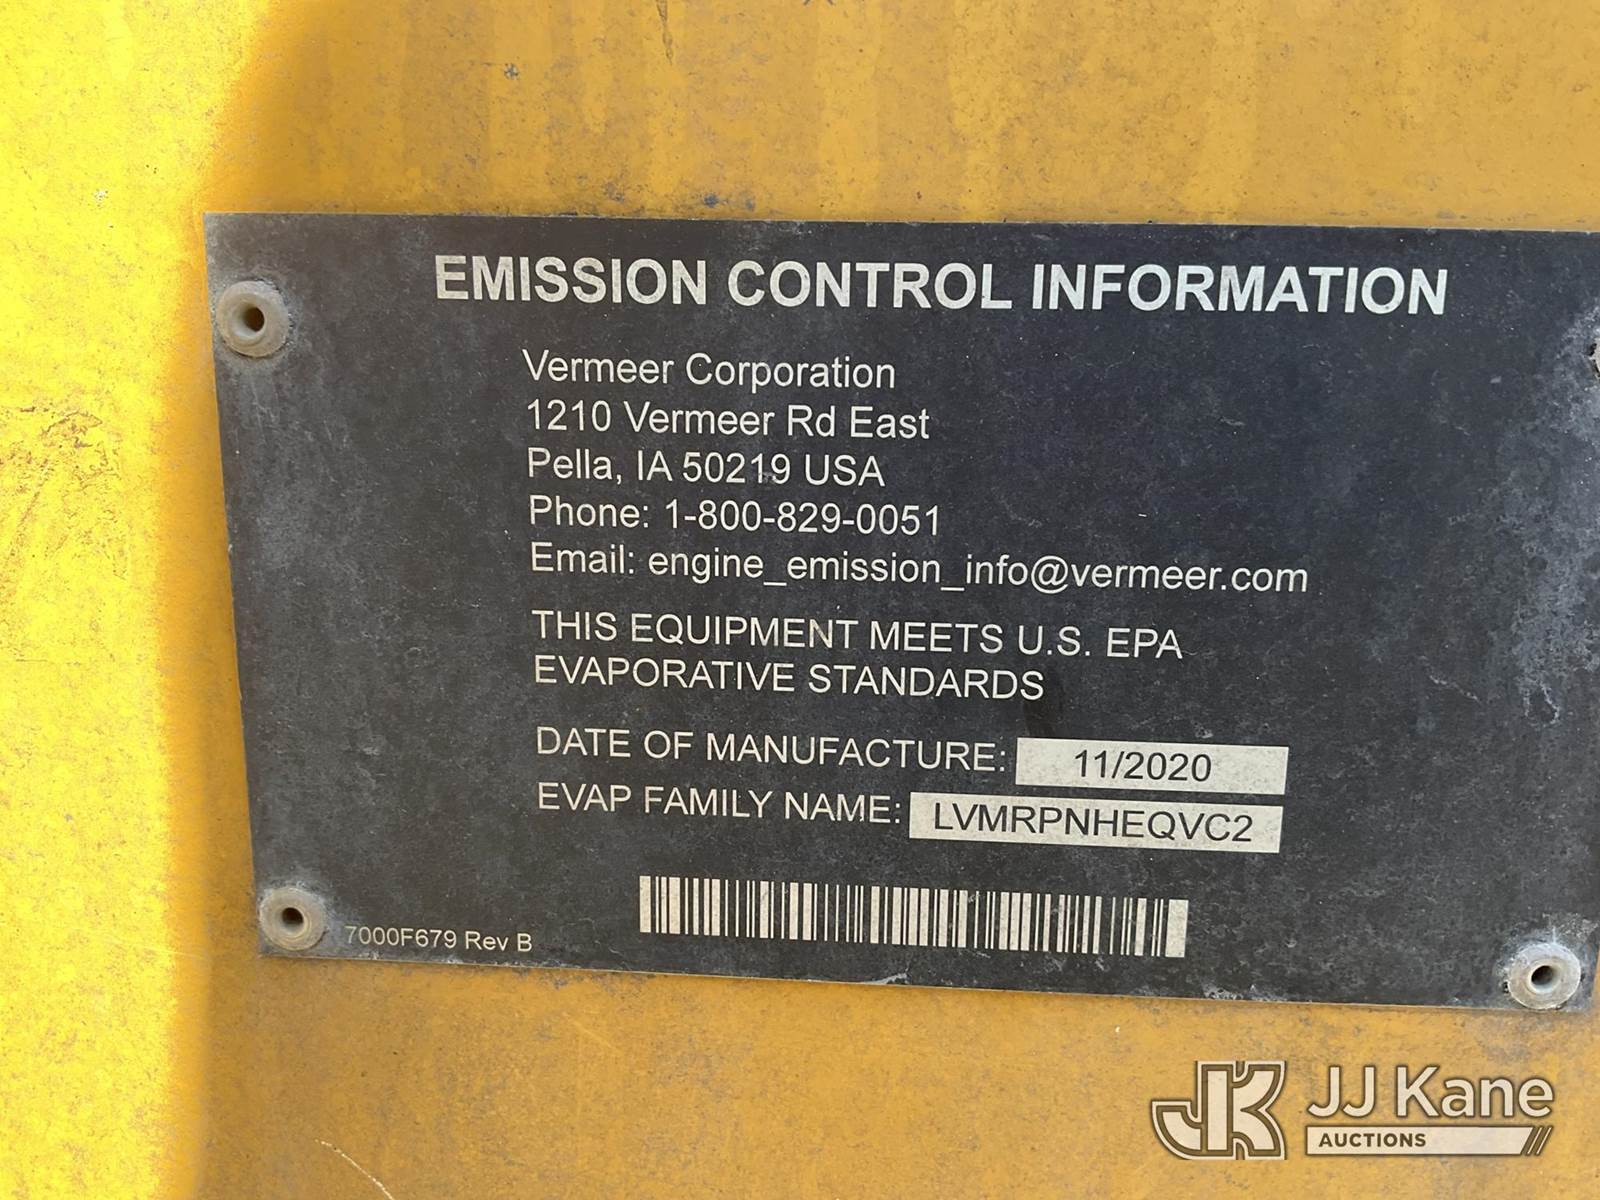 EMISSION CONTROL INFORMATION
Vermeer Corporation
1210 Vermeer Rd East
Pella, IA 50219 USA
Phone: 1-800-829-0051
Email: engine_emission_info@vermeer.com
THIS EQUIPMENT MEETS U.S. EPA
EVAPORATIVE STANDARDS
DATE OF MANUFACTURE: 11/2020
EVAP FAMILY NAME: LVMRPNHEQVC2
7000F679 Rev B
JK JJ Kane
AUCTIONS